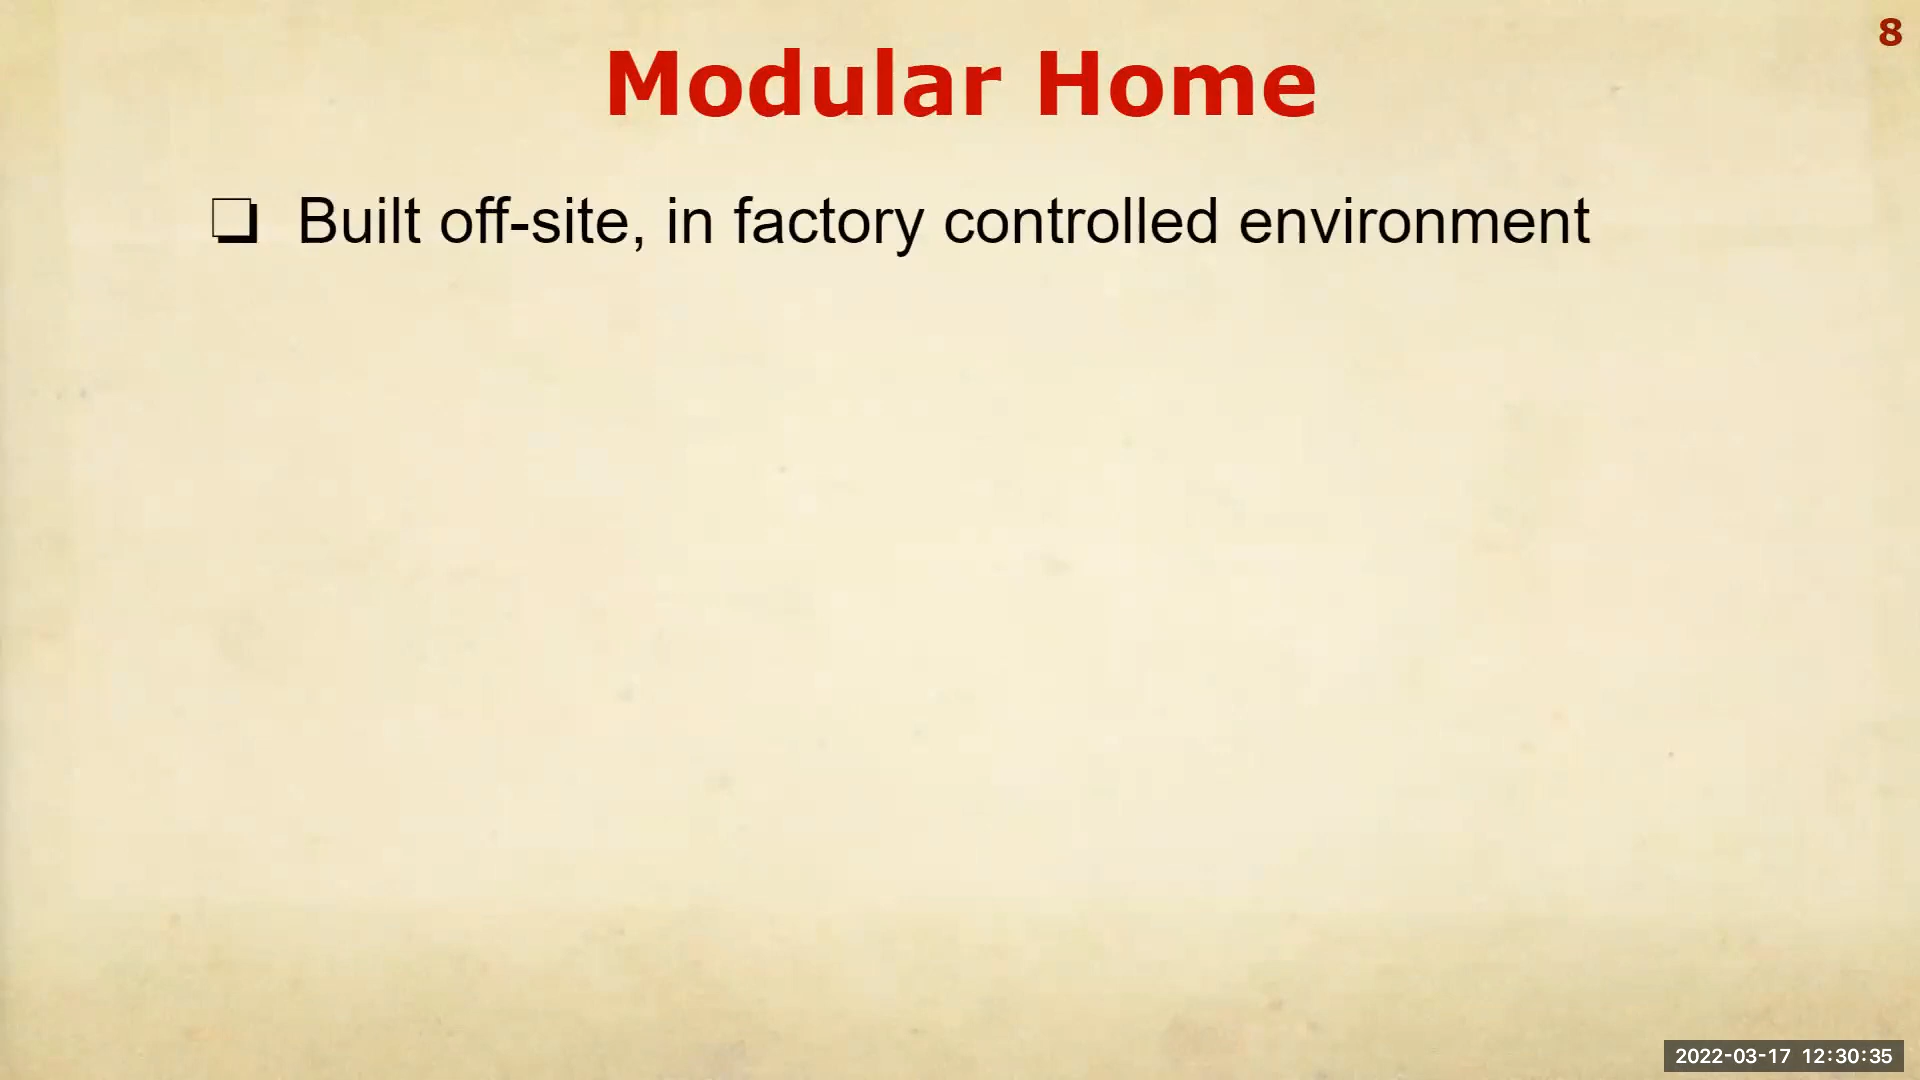 8
Modular Home
❑ Built off-site, in factory controlled environment
2022-03-17 12:30:35